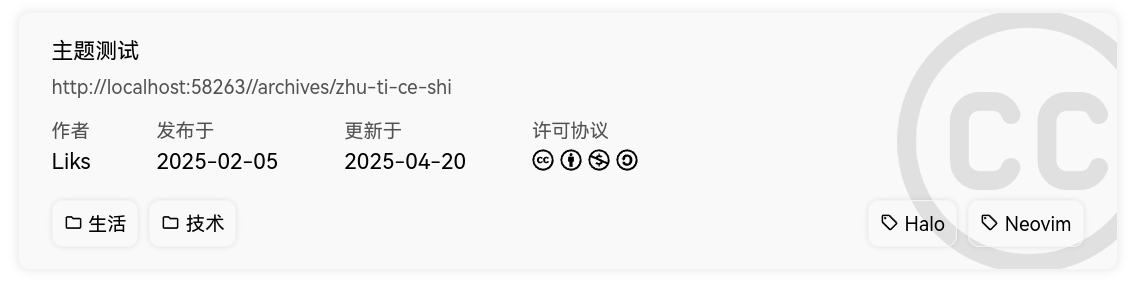 主题测试
http://localhost:58263//archives/zhu-ti-ce-shi
作者 发布于 更新于 许可协议
Liks 2025-02-05 2025-04-20
生活 技术 Halo Neovim
CC